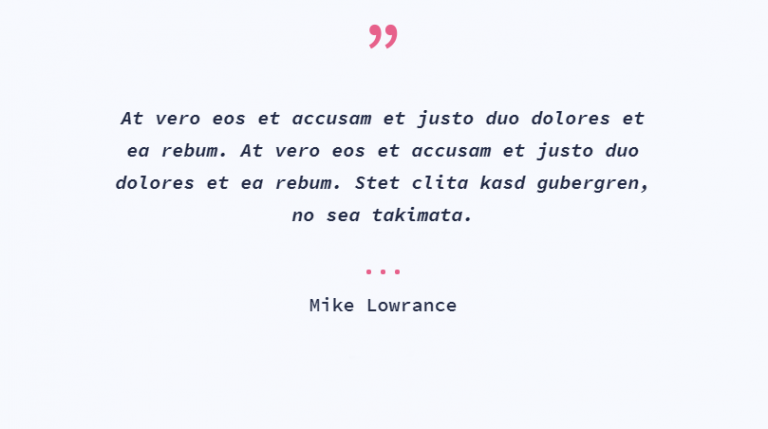 ”
At vero eos et accusam et justo duo dolores et
ea rebum. At vero eos et accusam et justo duo
dolores et ea rebum. Stet clita kasd gubergren,
no sea takimata.
...
Mike Lowrance